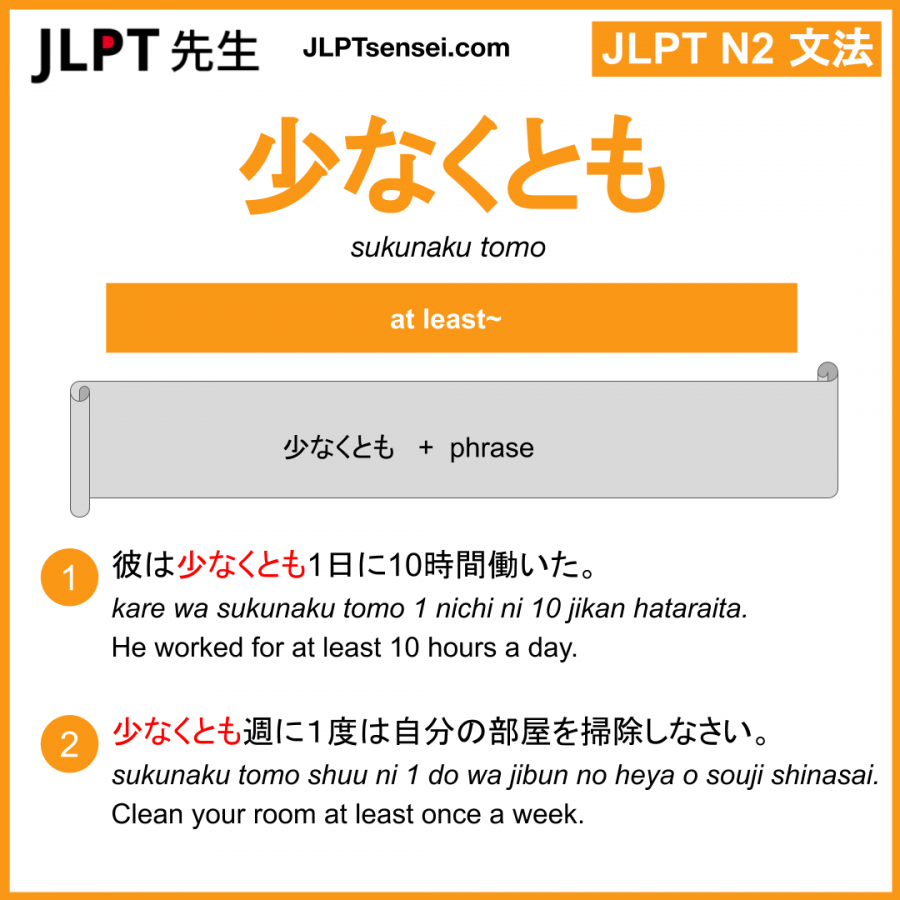 JLPT 先生
JLPTsensei.com
JLPT N2 文法
少なくとも
sukunaku tomo
at least~
少なくとも + phrase
1 彼は少なくとも1日に10時間働いた。
kare wa sukunaku tomo 1 nichi ni 10 jikan hataraita.
He worked for at least 10 hours a day.
2 少なくとも週に１度は自分の部屋を掃除しなさい。
sukunaku tomo shuu ni 1 do wa jibun no heya o souji shinasai.
Clean your room at least once a week.